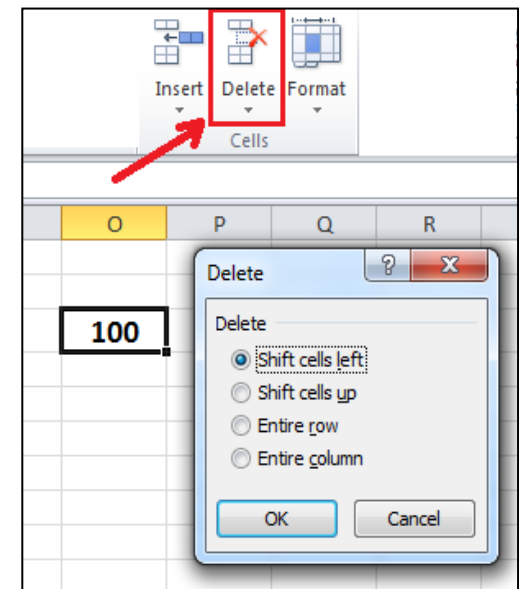 Insert Delete Format
Cells
O P Q R
100
Delete
Delete
Shift cells left
Shift cells up
Entire row
Entire column
OK Cancel